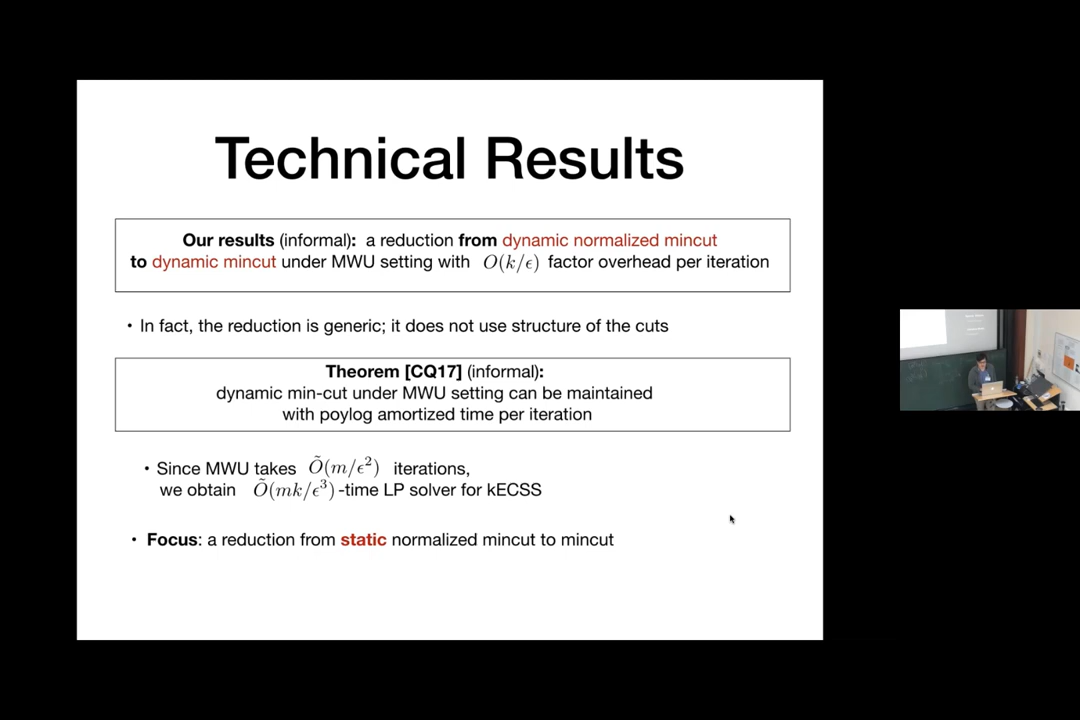 Technical Results
Our results (informal): a reduction from dynamic normalized mincut
to dynamic mincut under MWU setting with O(k/ϵ) factor overhead per iteration
• In fact, the reduction is generic; it does not use structure of the cuts
Theorem [CQ17] (informal):
dynamic min-cut under MWU setting can be maintained
with poylog amortized time per iteration
• Since MWU takes Õ(m/ϵ²) iterations,
we obtain Õ(mk/ϵ³)-time LP solver for kECSS
• Focus: a reduction from static normalized mincut to mincut